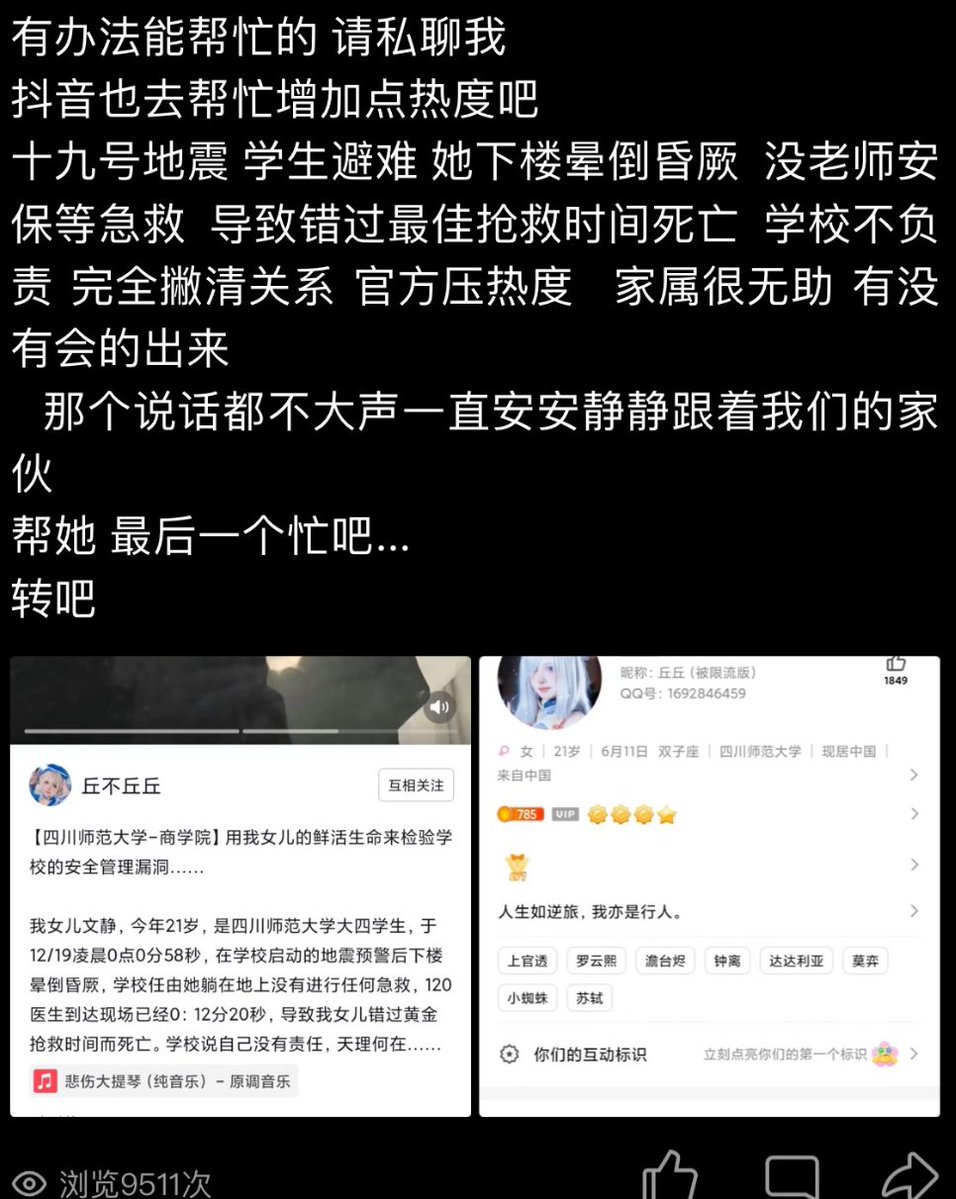 有办法能帮忙的 请私聊我
抖音也去帮忙增加点热度吧
十九号地震 学生避难 她下楼晕倒昏厥 没老师安
保等急救 导致错过最佳抢救时间死亡 学校不负
责 完全撇清关系 官方压热度 家属很无助 有没
有会的出来
那个说话都不大声一直安安静静跟着我们的家
伙
帮她 最后一个忙吧...
转吧
丘不丘丘
互相关注
【四川师范大学-商学院】用我女儿的鲜活生命来检验学
校的安全管理漏洞……
我女儿文静，今年21岁，是四川师范大学大四学生，于
12/19凌晨0点0分58秒，在学校启动的地震预警后下楼
晕倒昏厥，学校任由她躺在地上没有进行任何急救，120
医生到达现场已经0：12分20秒，导致我女儿错过黄金
抢救时间而死亡。学校说自己没有责任，天理何在……
悲伤大提琴（纯音乐）- 原调音乐
昵称：丘丘（被限流版）
QQ号：1692846459
1849
女 | 21岁 | 6月11日 双子座 | 四川师范大学 | 现居中国 |
来自中国
785 VIP
人生如逆旅，我亦是行人。
上官透 罗云熙 澹台烬 钟离 达达利亚 莫弈
小蜘蛛 苏轼
你们的互动标识 立刻点亮你们的第一个标识
浏览9511次